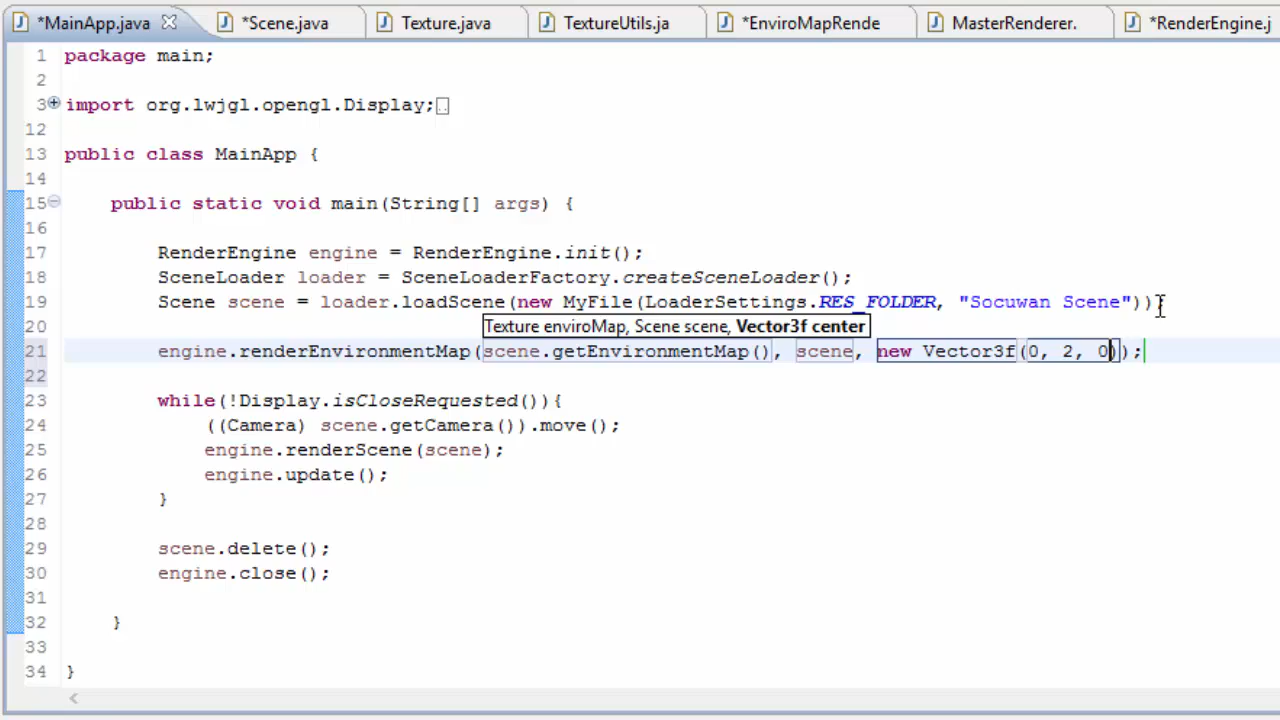 *MainApp.java *Scene.java Texture.java TextureUtils.ja *EnviroMapRende MasterRenderer. *RenderEngine.j
1 package main;
2
3 import org.lwjgl.opengl.Display;
12
13 public class MainApp {
14
15 public static void main(String[] args) {
16
17 RenderEngine engine = RenderEngine.init();
18 SceneLoader loader = SceneLoaderFactory.createSceneLoader();
19 Scene scene = loader.loadScene(new MyFile(LoaderSettings.RES_FOLDER, "Socuwan Scene"));
20 Texture enviroMap, Scene scene, Vector3f center
21 engine.renderEnvironmentMap(scene.getEnvironmentMap(), scene, new Vector3f(0, 2, 0));
22
23 while(!Display.isCloseRequested()){
24 ((Camera) scene.getCamera()).move();
25 engine.renderScene(scene);
26 engine.update();
27 }
28
29 scene.delete();
30 engine.close();
31
32 }
33
34 }